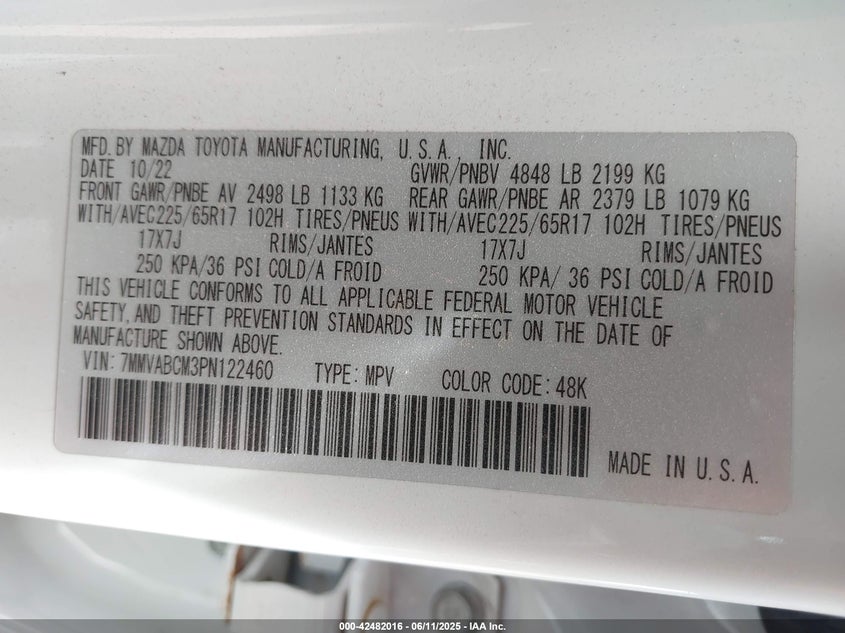 MFD. BY MAZDA TOYOTA MANUFACTURING, U.S.A., INC.
DATE 10/22 GVWR/PNBV 4848 LB 2199 KG
FRONT GAWR/PNBE AV 2498 LB 1133 KG REAR GAWR/PNBE AR 2379 LB 1079 KG
WITH/AVEC225/65R17 102H TIRES/PNEUS WITH/AVEC225/65R17 102H TIRES/PNEUS
17X7J RIMS/JANTES 17X7J RIMS/JANTES
250 KPA/36 PSI COLD/A FROID 250 KPA/ 36 PSI COLD/A FROID
THIS VEHICLE CONFORMS TO ALL APPLICABLE FEDERAL MOTOR VEHICLE
SAFETY, AND THEFT PREVENTION STANDARDS IN EFFECT ON THE DATE OF
MANUFACTURE SHOWN ABOVE.
VIN: 7MMVABCM3PN122460 TYPE: MPV COLOR CODE: 48K
MADE IN U.S.A.
000-42482016 - 06/11/2025 - IAA Inc.